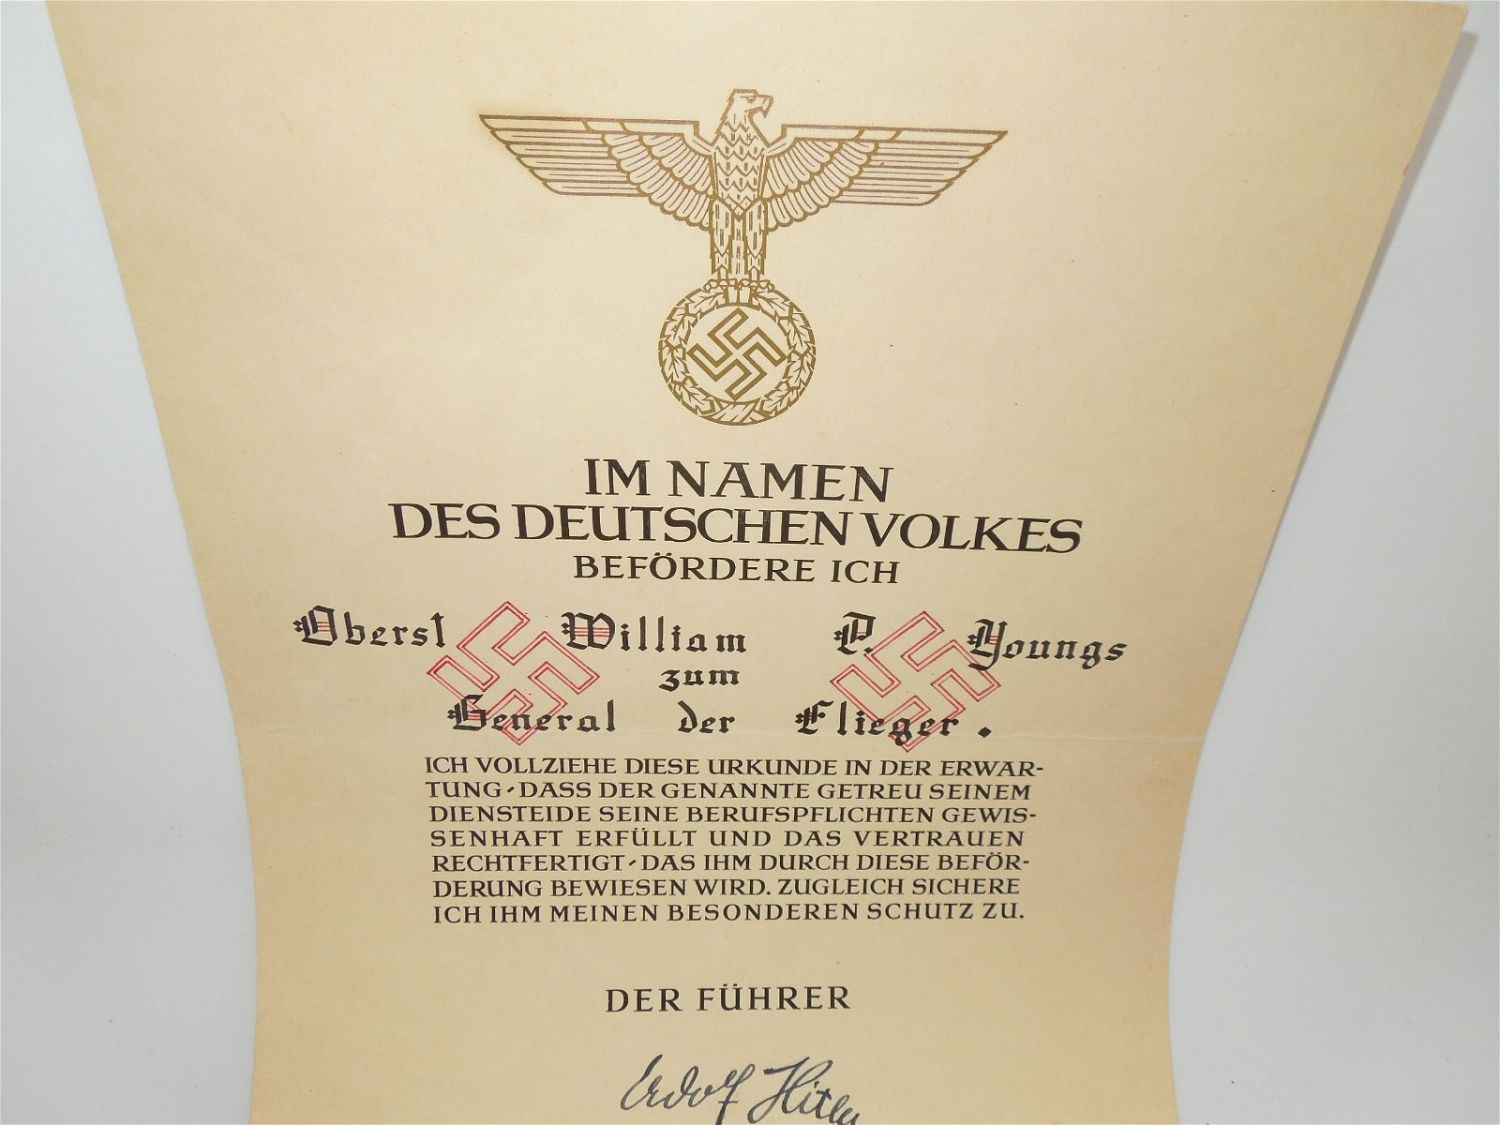 IM NAMEN
DES DEUTSCHEN VOLKES
BEFÖRDERE ICH
Oberst William P. Youngs
zum
General der Flieger.
ICH VOLLZIEHE DIESE URKUNDE IN DER ERWAR-
TUNG, DASS DER GENANNTE GETREU SEINEM
DIENSTEIDE SEINE BERUFSPFLICHTEN GEWIS-
SENHAFT ERFÜLLT UND DAS VERTRAUEN
RECHTFERTIGT, DAS IHM DURCH DIESE BEFÖR-
DERUNG BEWIESEN WIRD. ZUGLEICH SICHERE
ICH IHM MEINEN BESONDEREN SCHUTZ ZU.
DER FÜHRER
Adolf Hitler